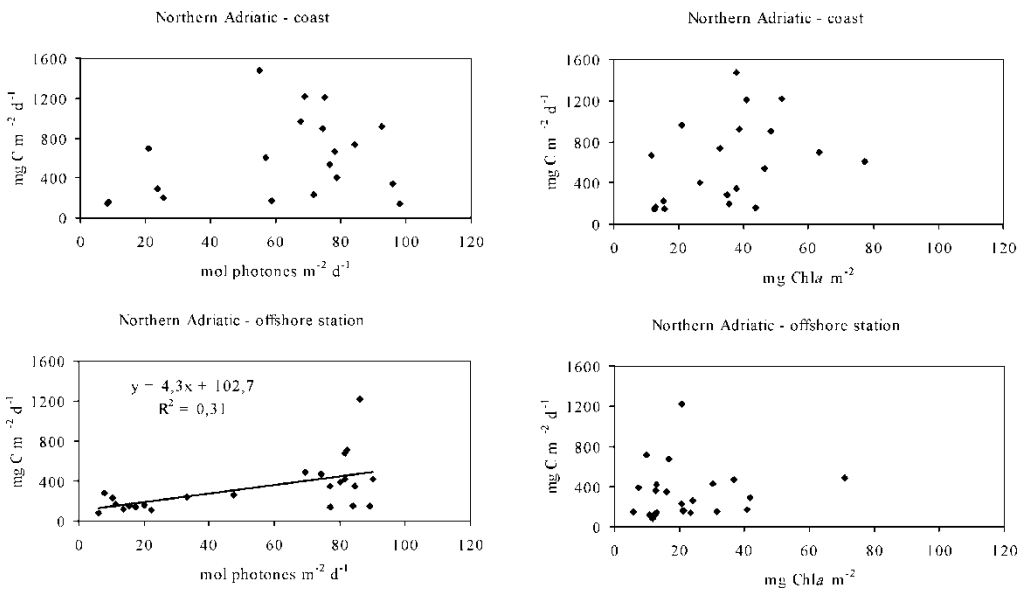 Northern Adriatic - coast
1600
1200
800
400
0
mg C m⁻² d⁻¹
0 20 40 60 80 100 120
mol photones m⁻² d⁻¹
Northern Adriatic - coast
1600
1200
800
400
0
mg C m⁻² d⁻¹
0 20 40 60 80 100 120
mg Chla m⁻²
Northern Adriatic - offshore station
y = 4,3x + 102,7
R² = 0,31
1600
1200
800
400
0
mg C m⁻² d⁻¹
0 20 40 60 80 100 120
mol photones m⁻² d⁻¹
Northern Adriatic - offshore station
1600
1200
800
400
0
mg C m⁻² d⁻¹
0 20 40 60 80 100 120
mg Chla m⁻²